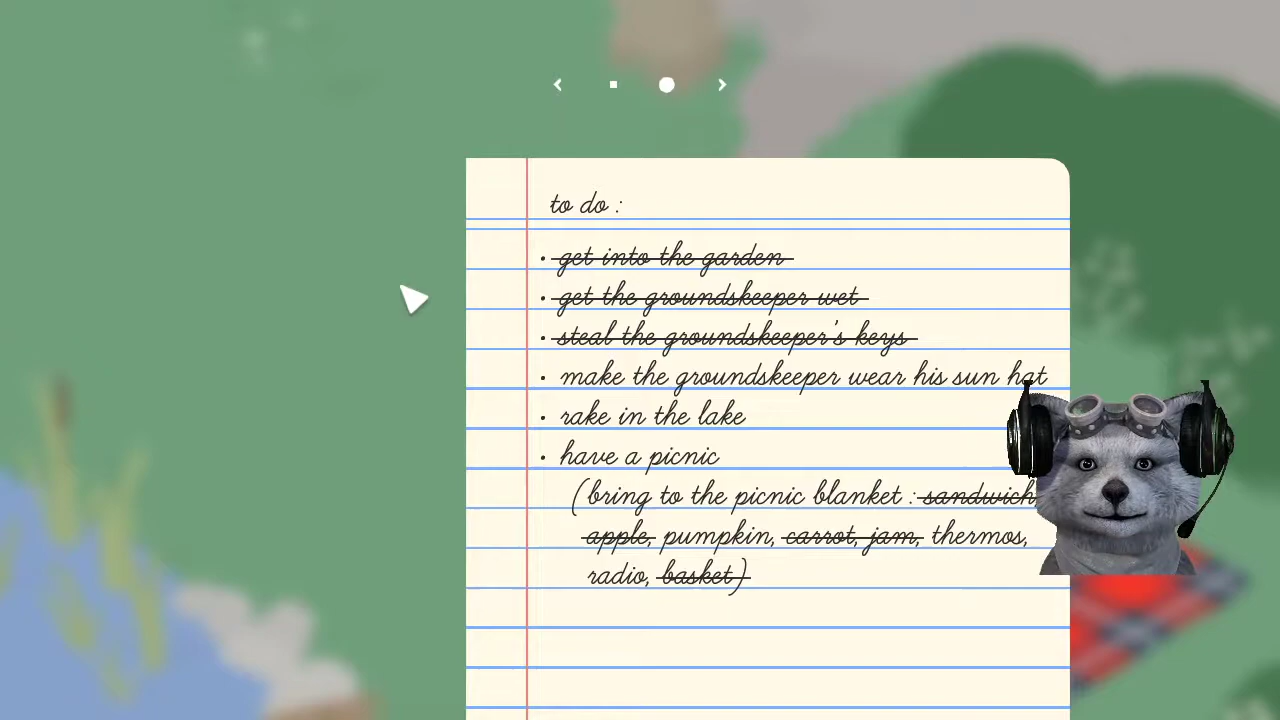 to do :
• get into the garden
• get the groundskeeper wet
• steal the groundskeeper's keys
• make the groundskeeper wear his sun hat
• rake in the lake
• have a picnic
(bring to the picnic blanket : sandwich
apple, pumpkin, carrot, jam, thermos,
radio, basket)